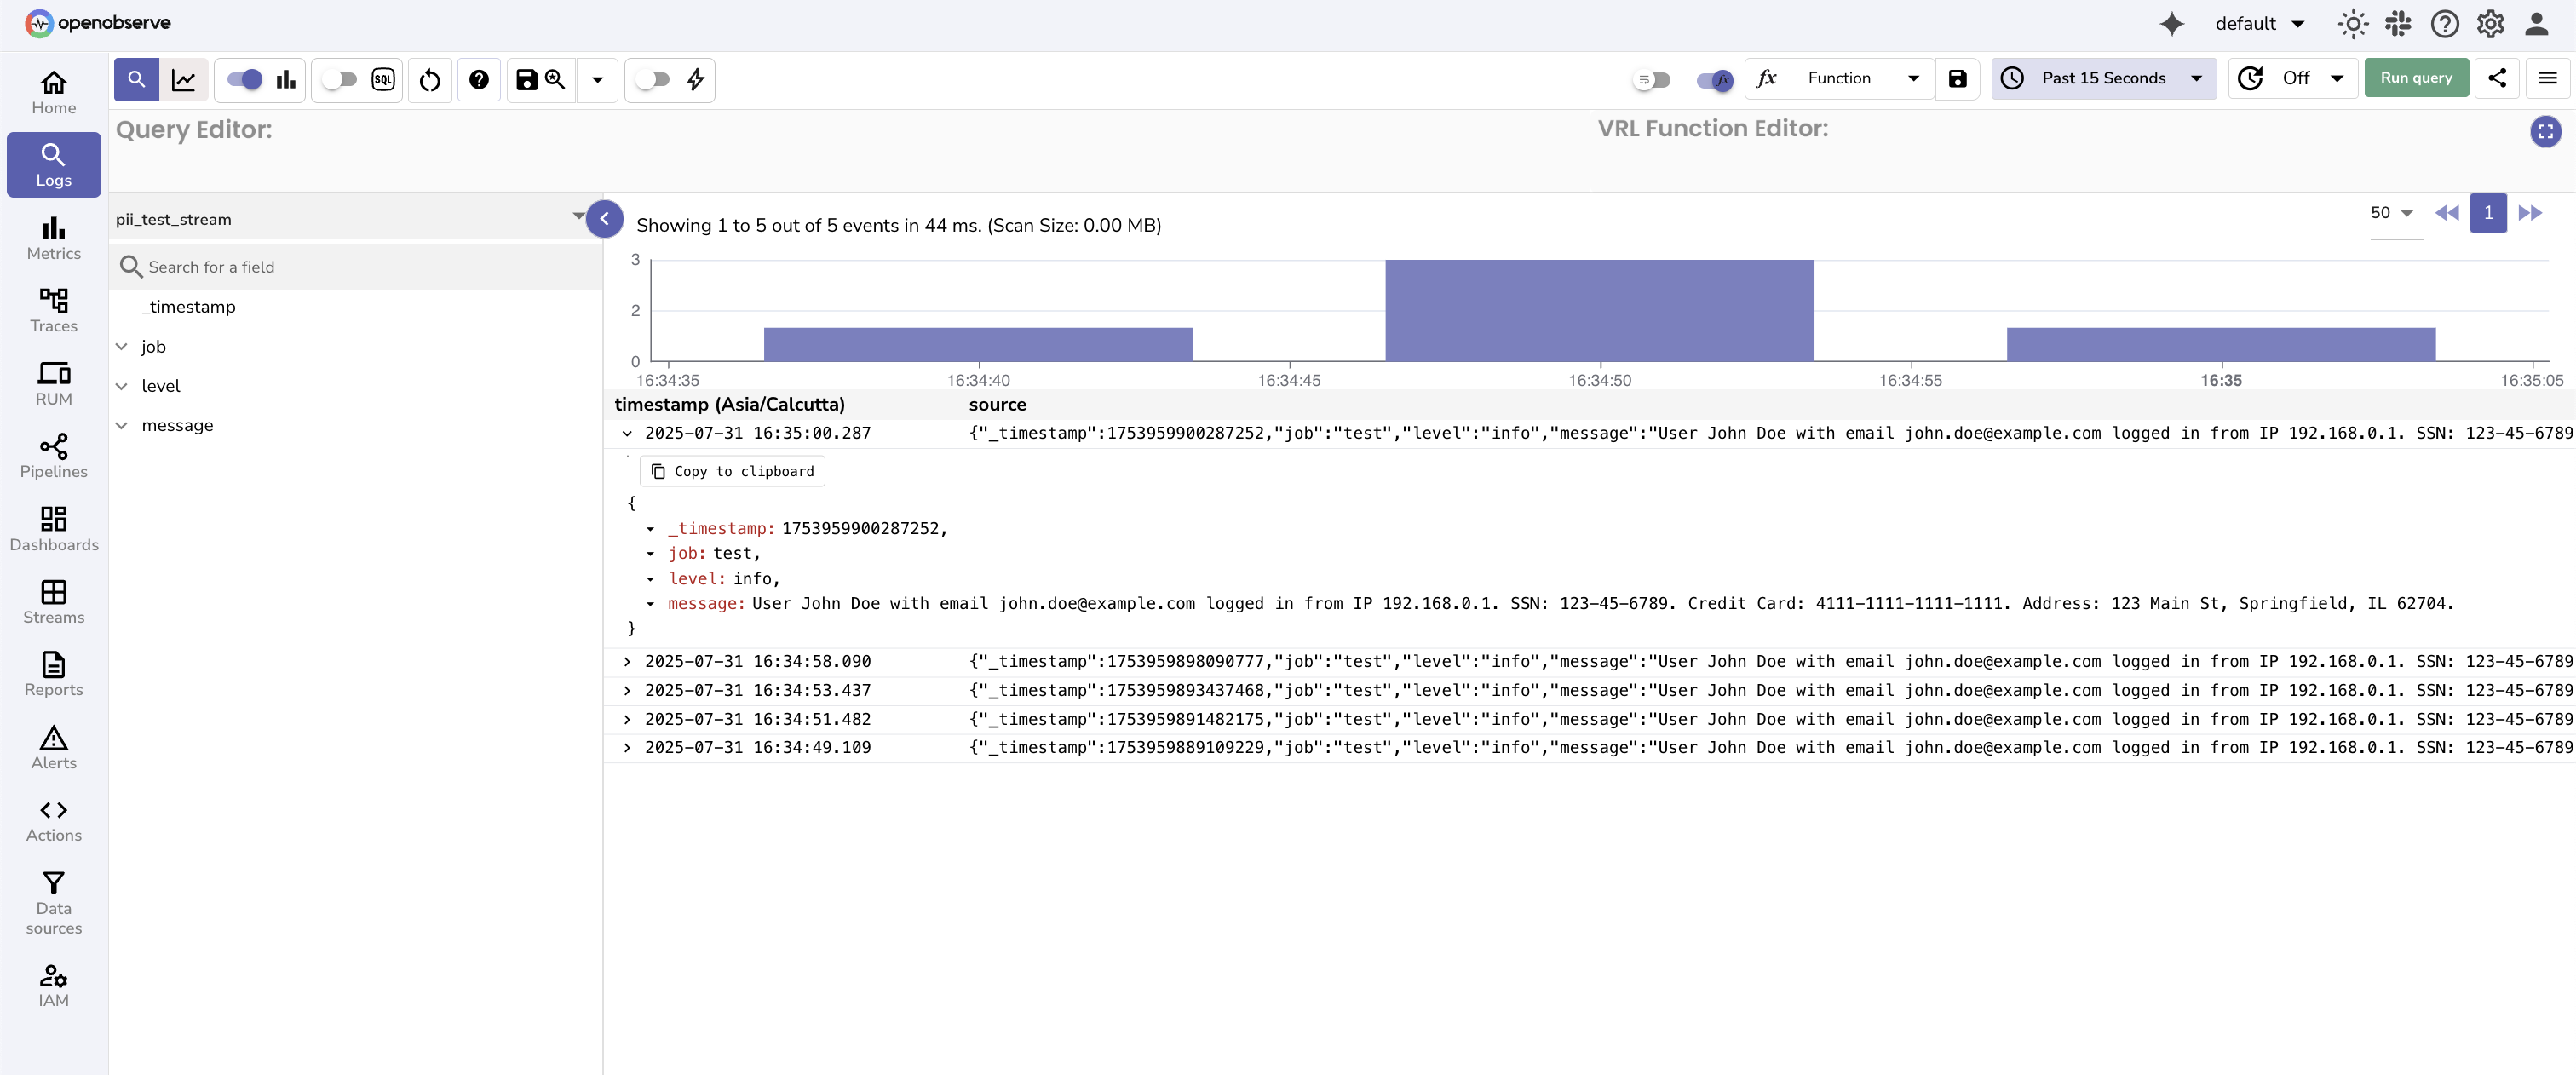 openobserve
default
Home
Logs
Metrics
Traces
RUM
Pipelines
Dashboards
Streams
Reports
Alerts
Actions
Data
sources
IAM
SQL
fx
fx Function
Past 15 Seconds
Off
Run query
Query Editor:
VRL Function Editor:
pii_test_stream
Search for a field
_timestamp
job
level
message
Showing 1 to 5 out of 5 events in 44 ms. (Scan Size: 0.00 MB)
50
1
3
2
0
16:34:35 16:34:40 16:34:45 16:34:50 16:34:55 16:35 16:35:05
timestamp (Asia/Calcutta) source
2025-07-31 16:35:00.287 {"_timestamp":1753959900287252,"job":"test","level":"info","message":"User John Doe with email john.doe@example.com logged in from IP 192.168.0.1. SSN: 123-45-6789
Copy to clipboard
{
_timestamp: 1753959900287252,
job: test,
level: info,
message: User John Doe with email john.doe@example.com logged in from IP 192.168.0.1. SSN: 123-45-6789. Credit Card: 4111-1111-1111-1111. Address: 123 Main St, Springfield, IL 62704.
}
2025-07-31 16:34:58.090 {"_timestamp":1753959898090777,"job":"test","level":"info","message":"User John Doe with email john.doe@example.com logged in from IP 192.168.0.1. SSN: 123-45-6789
2025-07-31 16:34:53.437 {"_timestamp":1753959893437468,"job":"test","level":"info","message":"User John Doe with email john.doe@example.com logged in from IP 192.168.0.1. SSN: 123-45-6789
2025-07-31 16:34:51.482 {"_timestamp":1753959891482175,"job":"test","level":"info","message":"User John Doe with email john.doe@example.com logged in from IP 192.168.0.1. SSN: 123-45-6789
2025-07-31 16:34:49.109 {"_timestamp":1753959889109229,"job":"test","level":"info","message":"User John Doe with email john.doe@example.com logged in from IP 192.168.0.1. SSN: 123-45-6789